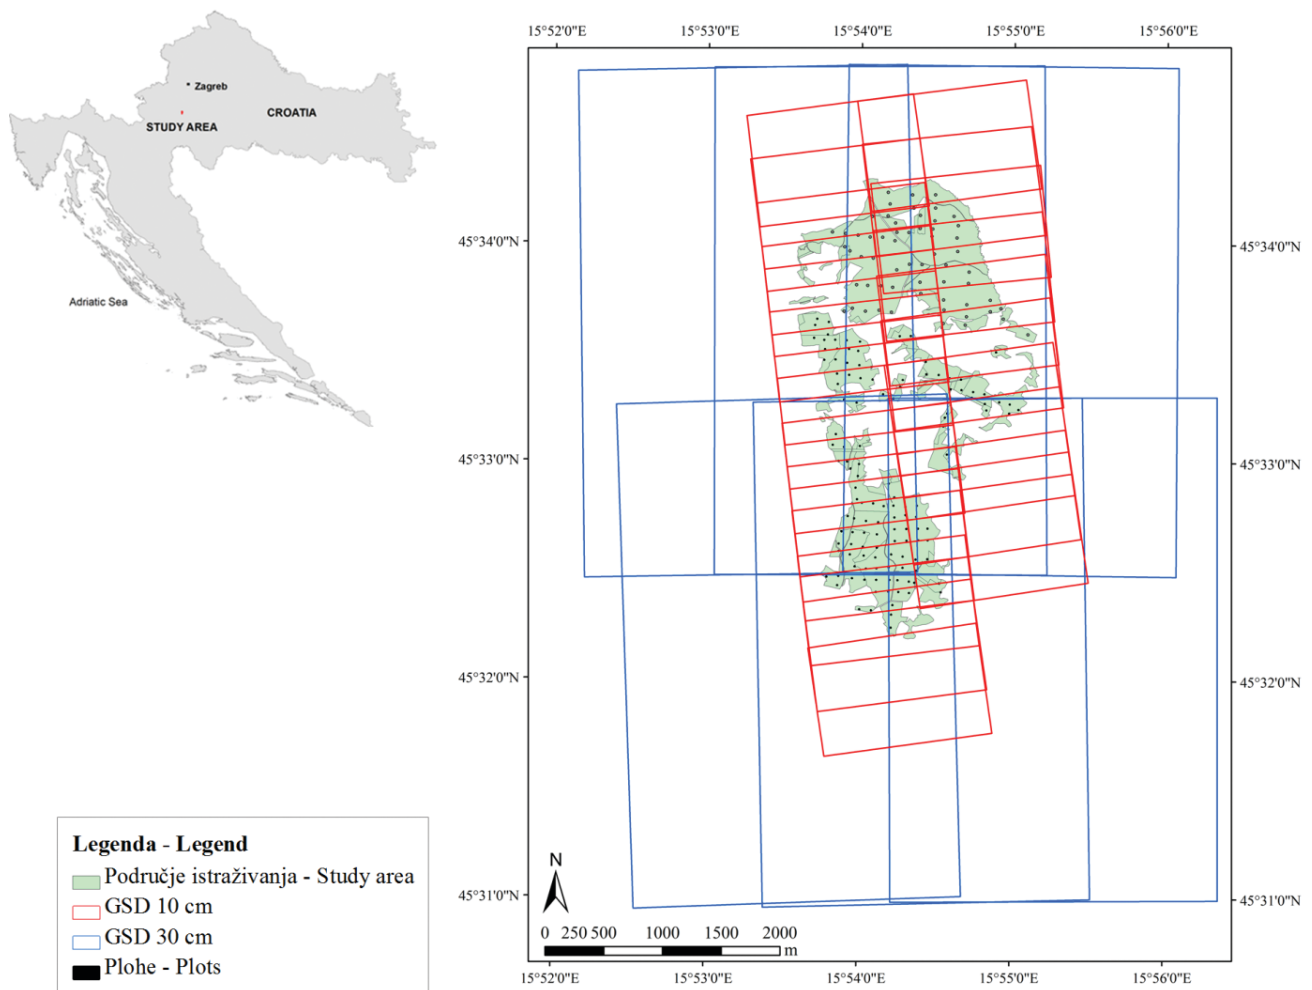 Zagreb
CROATIA
STUDY AREA
Adriatic Sea
15°52'0"E 15°53'0"E 15°54'0"E 15°55'0"E 15°56'0"E
45°34'0"N 45°34'0"N
45°33'0"N 45°33'0"N
45°32'0"N 45°32'0"N
45°31'0"N 45°31'0"N
N
0 250 500 1000 1500 2000
m
15°52'0"E 15°53'0"E 15°54'0"E 15°55'0"E 15°56'0"E
Legenda - Legend
Područje istraživanja - Study area
GSD 10 cm
GSD 30 cm
Plohe - Plots